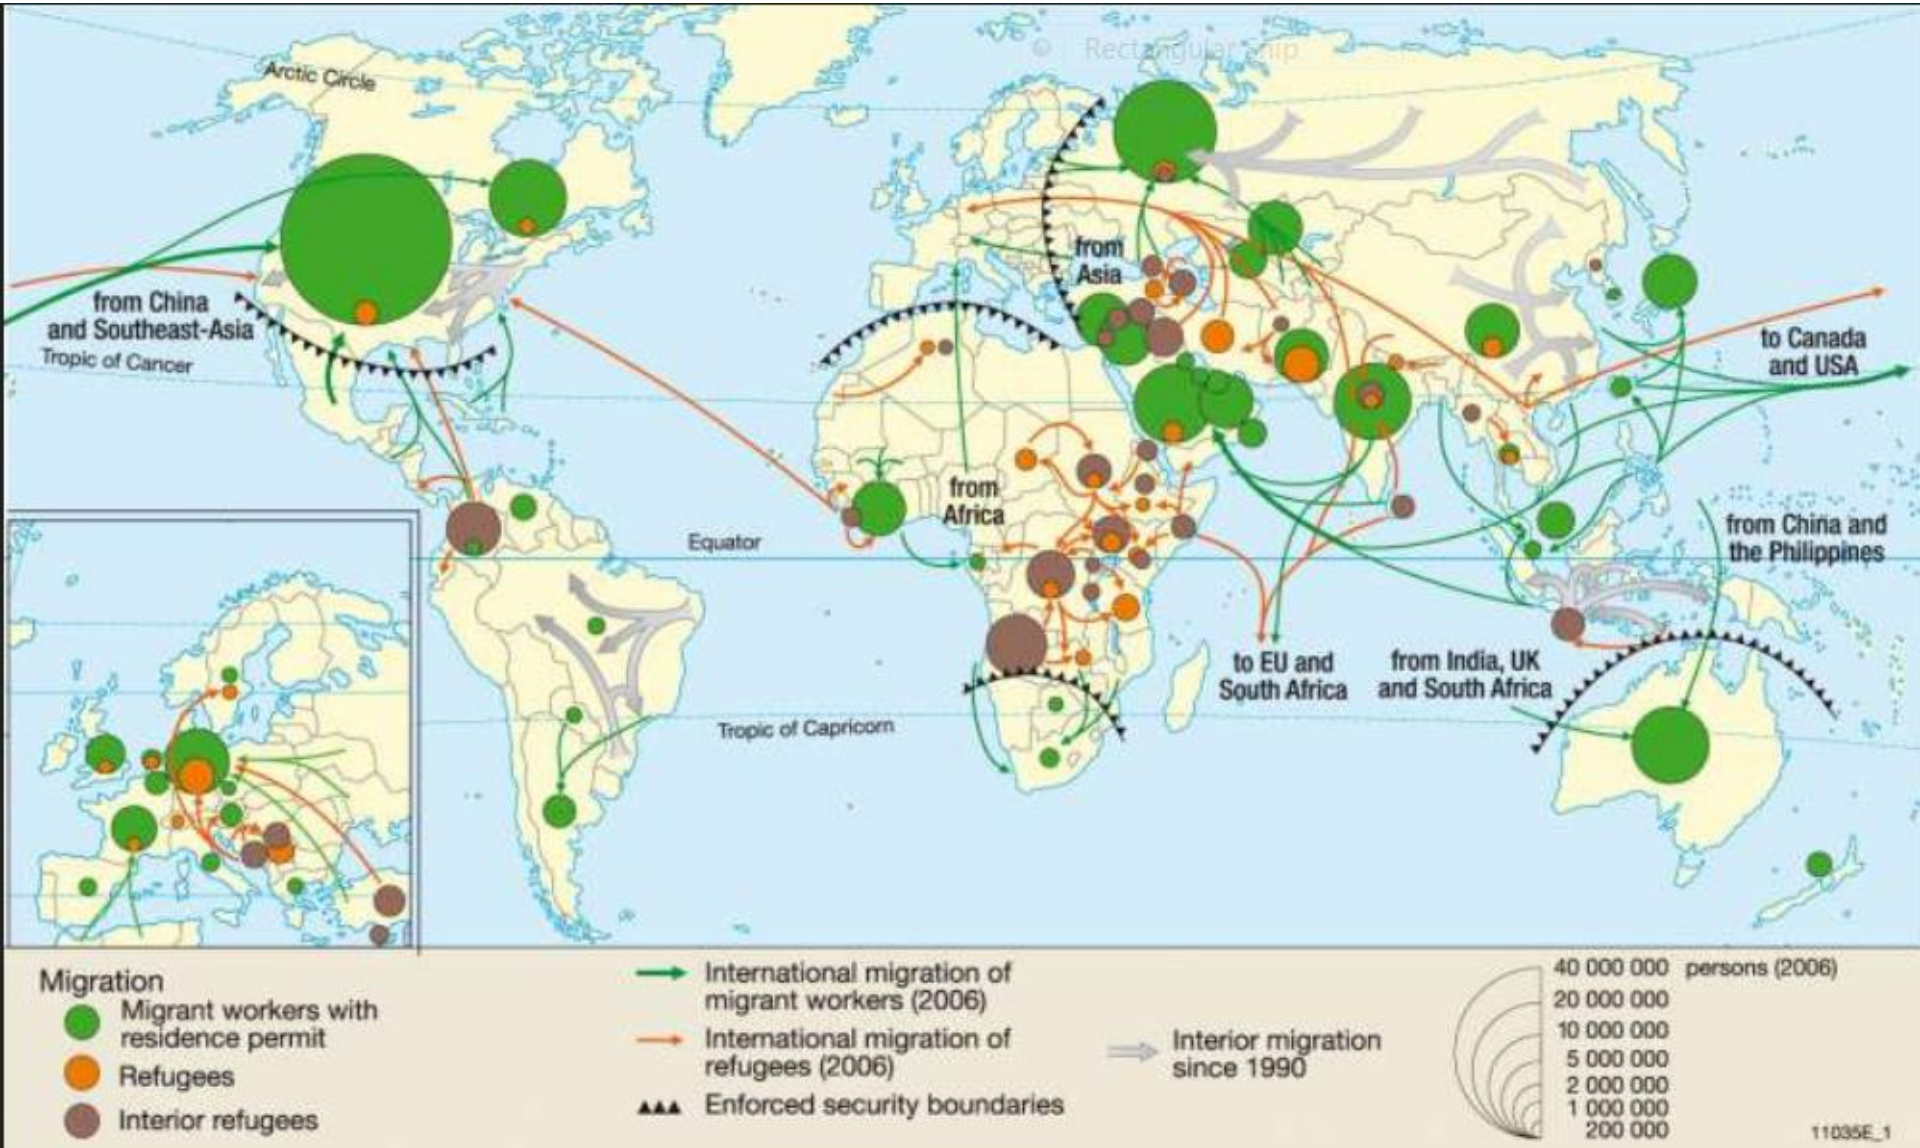 © Rectangular Snip
Arctic Circle
from China
and Southeast-Asia
Tropic of Cancer
from
Asia
to Canada
and USA
from
Africa
Equator
from China and
the Philippines
to EU and
South Africa
from India, UK
and South Africa
Tropic of Capricorn
Migration
Migrant workers with
residence permit
Refugees
Interior refugees
International migration of
migrant workers (2006)
International migration of
refugees (2006)
Enforced security boundaries
Interior migration
since 1990
40 000 000 persons (2006)
20 000 000
10 000 000
5 000 000
2 000 000
1 000 000
200 000
11035E_1